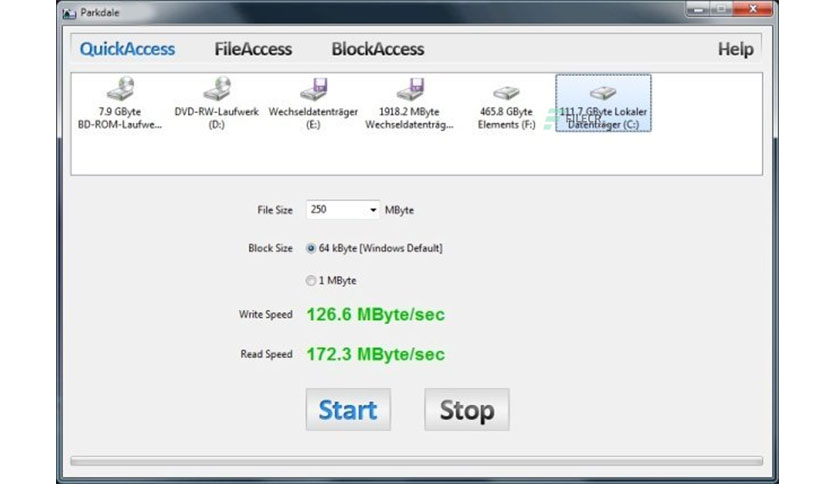 Parkdale
QuickAccess FileAccess BlockAccess Help
7.9 GByte
BD-ROM-Laufwe...
DVD-RW-Laufwerk
(D:)
Wechseldatenträger
(E:)
1918.2 MByte
Wechseldatenträg...
465.8 GByte
Elements (F:)
111.7 GByte Lokaler
Datenträger (C:)
FILECR
File Size 250 MByte
Block Size 64 kByte [Windows Default]
1 MByte
Write Speed 126.6 MByte/sec
Read Speed 172.3 MByte/sec
Start Stop